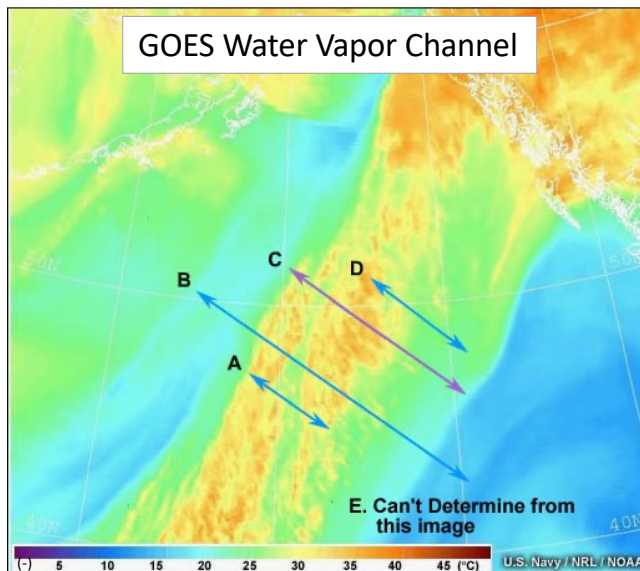 GOES Water Vapor Channel
50N
50N
B
C
D
A
E. Can't Determine from
this image
40N
40N
(-) 5 10 15 20 25 30 35 40 45 (°C)
U.S. Navy / NRL / NOAA